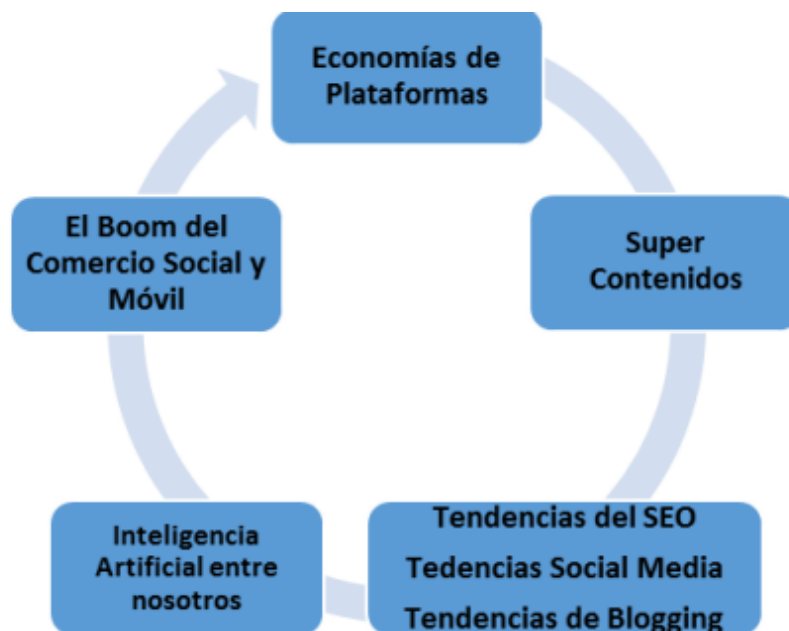 Economías de
Plataformas
Super
Contenidos
Tendencias del SEO
Tedencias Social Media
Tendencias de Blogging
Inteligencia
Artificial entre
nosotros
El Boom del
Comercio Social y
Móvil